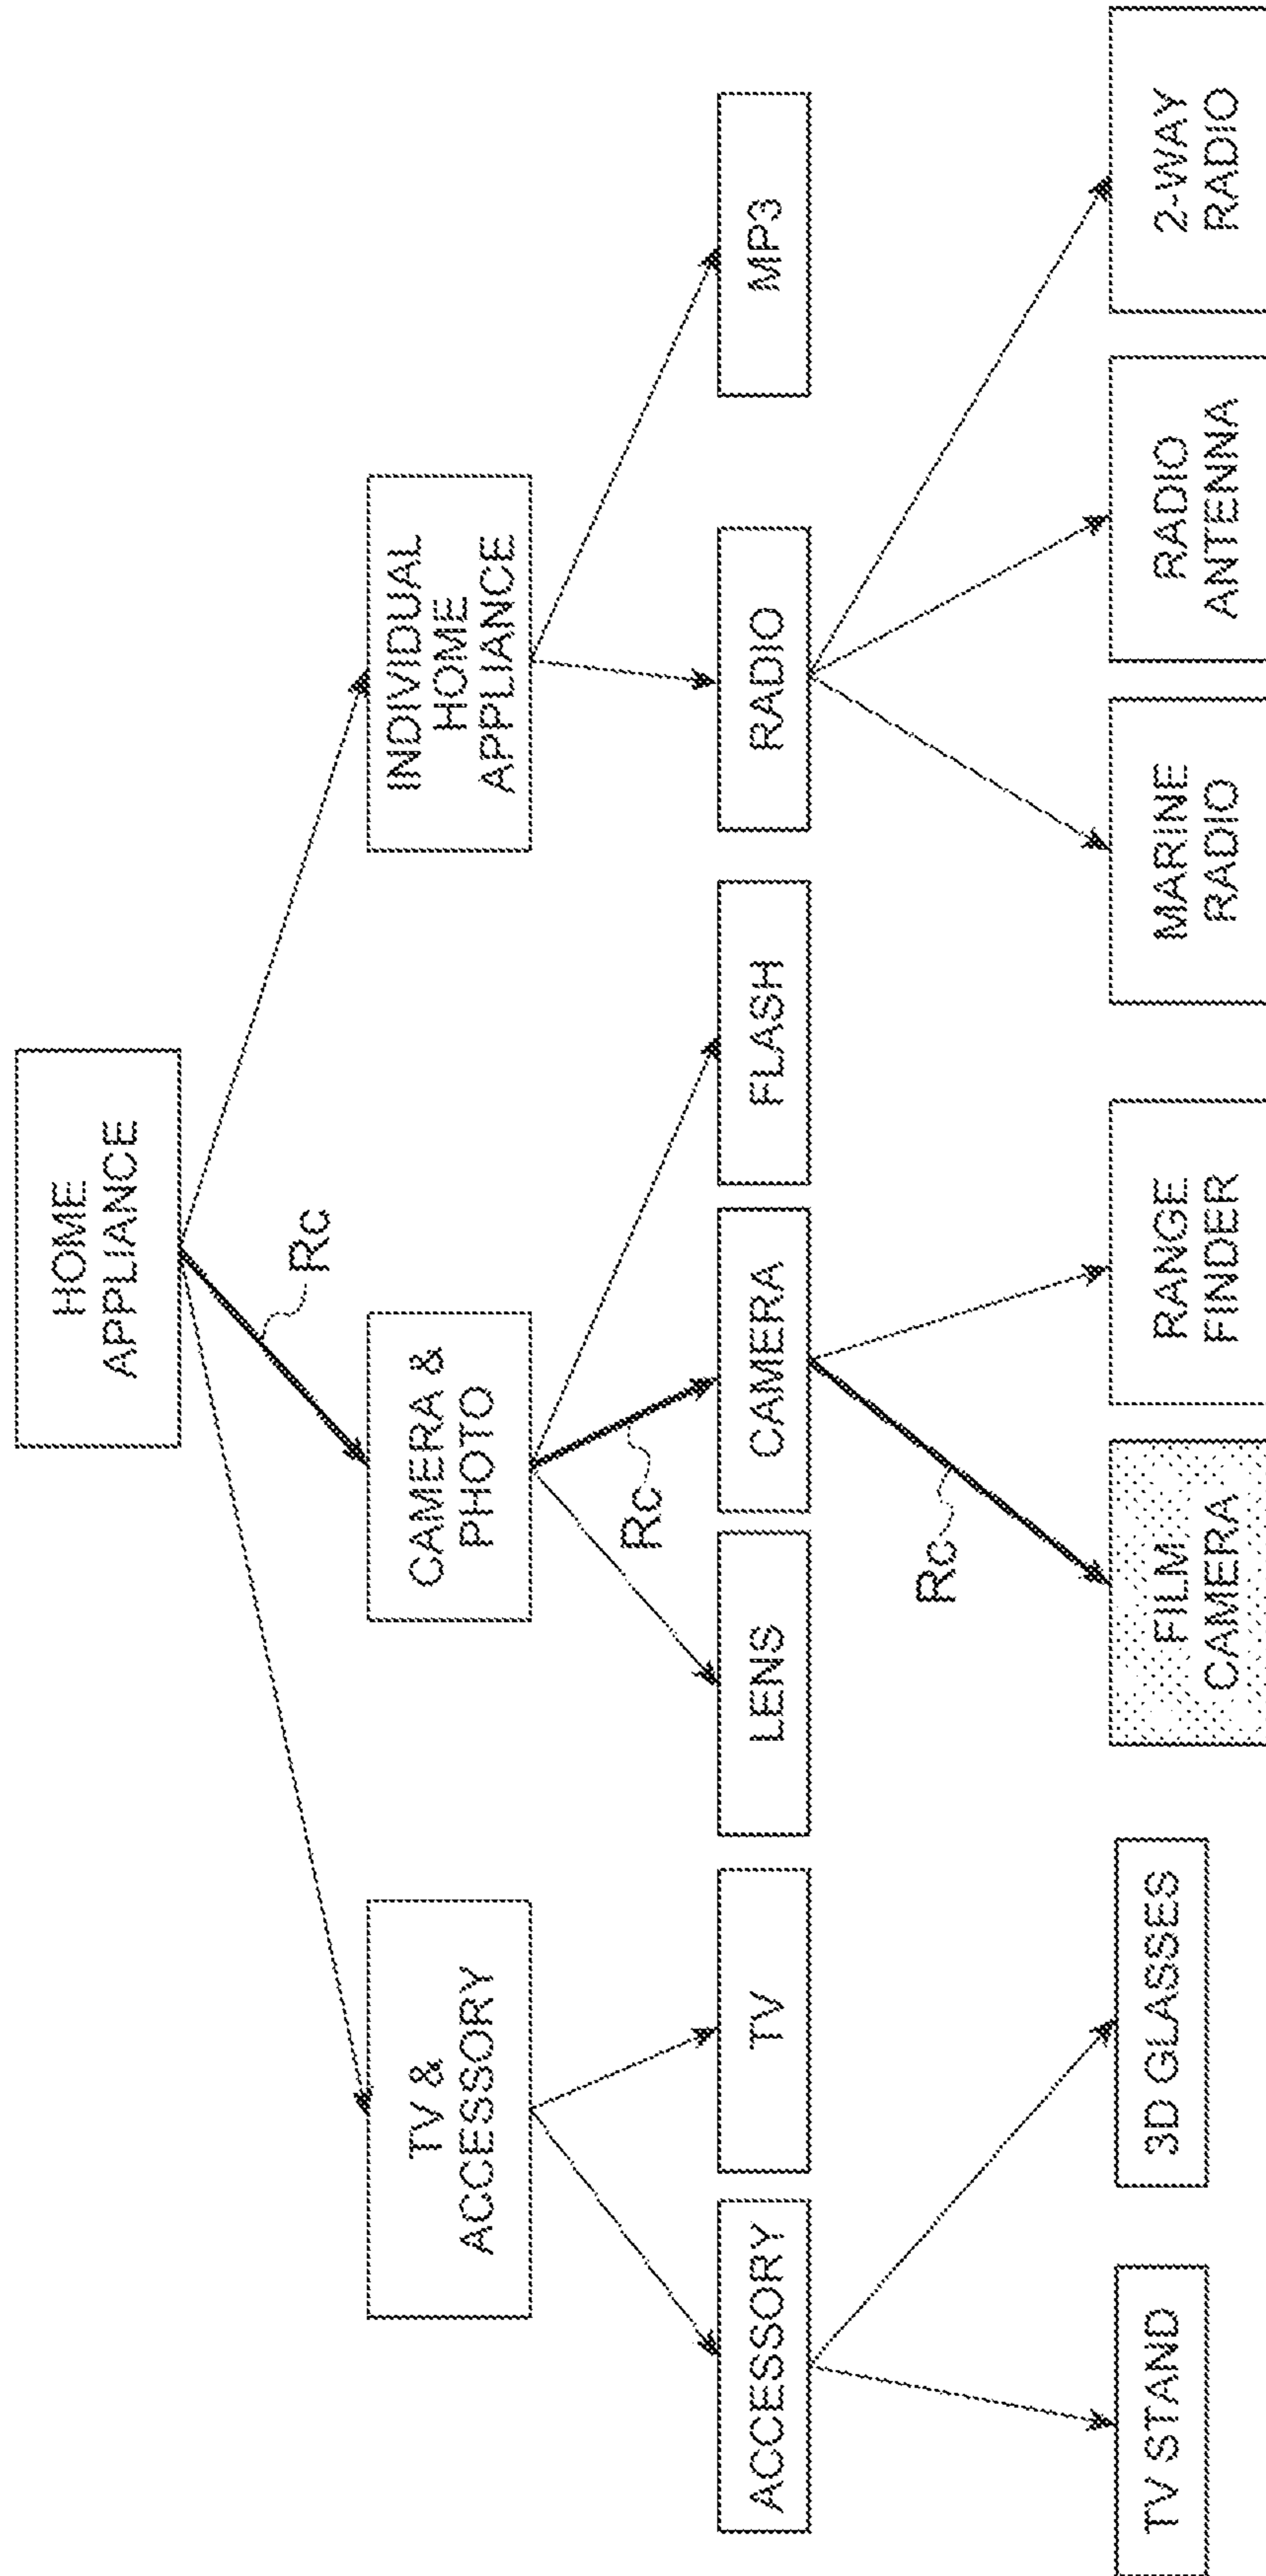 HOME
APPLIANCE
Rc
TV &
ACCESSORY
CAMERA &
PHOTO
INDIVIDUAL
HOME
APPLIANCE
Rc
ACCESSORY
TV
LENS
CAMERA
FLASH
RADIO
MP3
Rc
TV STAND
3D GLASSES
FILM
CAMERA
RANGE
FINDER
MARINE
RADIO
RADIO
ANTENNA
2-WAY
RADIO